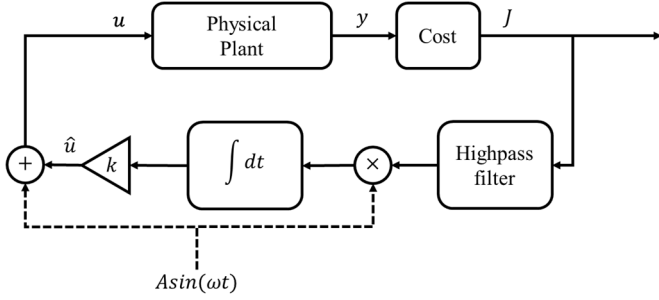 u
Physical
Plant
y
Cost
J
+
û
k
∫ dt
×
Highpass
filter
Asin(ωt)